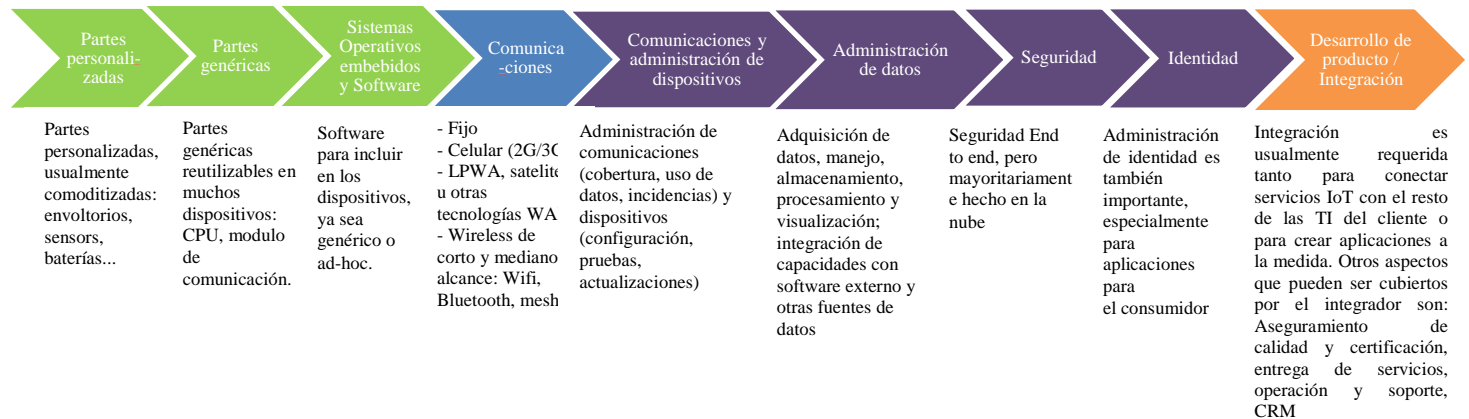 Partes
personali-
zadas
Partes
genéricas
Sistemas
Operativos
embebidos
y Software
Comunica
-ciones
Comunicaciones y
administración de
dispositivos
Administración
de datos
Seguridad
Identidad
Desarrollo de
producto /
Integración
Partes
personalizadas,
usualmente
comoditizadas:
envoltorios,
sensors,
baterías...
Partes
genéricas
reutilizables en
muchos
dispositivos:
CPU, modulo
de
comunicación.
Software
para incluir
en los
dispositivos,
ya sea
genérico o
ad-hoc.
- Fijo
- Celular (2G/3G
- LPWA, satelite
u otras
tecnologías WA
- Wireless de
corto y mediano
alcance: Wifi,
Bluetooth, mesh
Administración de
comunicaciones
(cobertura, uso de
datos, incidencias) y
dispositivos
(configuración,
pruebas,
actualizaciones)
Adquisición de
datos, manejo,
almacenamiento,
procesamiento y
visualización;
integración de
capacidades con
software externo y
otras fuentes de
datos
Seguridad End
to end, pero
mayoritariament
e hecho en la
nube
Administración
de identidad es
también
importante,
especialmente
para
aplicaciones
para
el consumidor
Integración es
usualmente requerida
tanto para conectar
servicios IoT con el resto
de las TI del cliente o
para crear aplicaciones a
la medida. Otros aspectos
que pueden ser cubiertos
por el integrador son:
Aseguramiento de
calidad y certificación,
entrega de servicios,
operación y soporte,
CRM